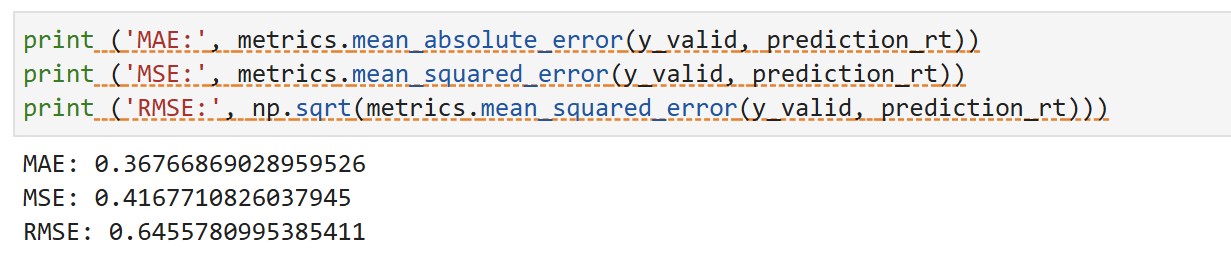 print ('MAE:', metrics.mean_absolute_error(y_valid, prediction_rt))
print ('MSE:', metrics.mean_squared_error(y_valid, prediction_rt))
print ('RMSE:', np.sqrt(metrics.mean_squared_error(y_valid, prediction_rt)))
MAE: 0.36766869028959526
MSE: 0.4167710826037945
RMSE: 0.6455780995385411